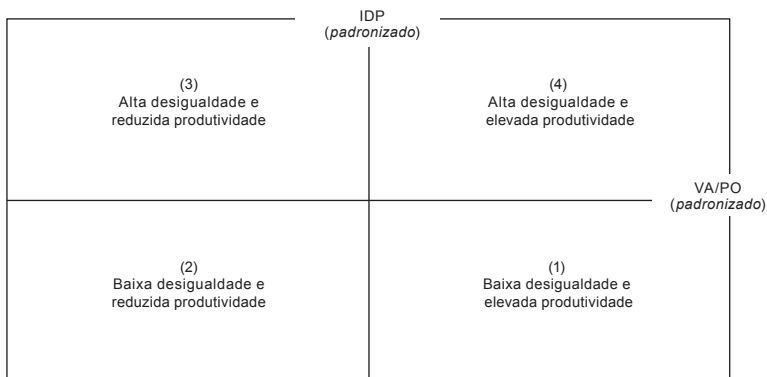 IDP
(padronizado)
(3)
Alta desigualdade e
reduzida produtividade
(4)
Alta desigualdade e
elevada produtividade
VA/PO
(padronizado)
(2)
Baixa desigualdade e
reduzida produtividade
(1)
Baixa desigualdade e
elevada produtividade